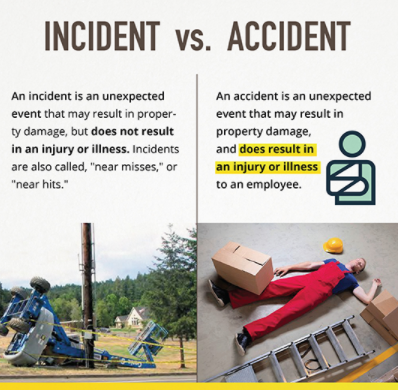 INCIDENT vs. ACCIDENT
An incident is an unexpected
event that may result in proper-
ty damage, but does not result
in an injury or illness. Incidents
are also called, "near misses," or
"near hits."
An accident is an unexpected
event that may result in
property damage,
and does result in
an injury or illness
to an employee.